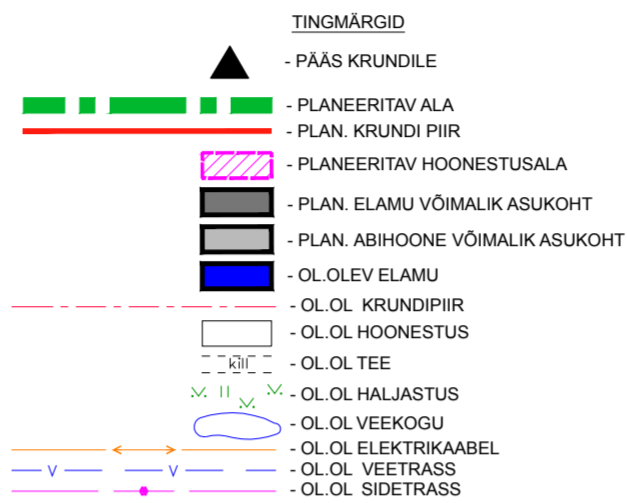 TINGMÄRGID
- PÄÄS KRUNDILE
- PLANEERITAV ALA
- PLAN. KRUNDI PIIR
- PLANEERITAV HOONESTUSALA
- PLAN. ELAMU VÕIMALIK ASUKOHT
- PLAN. ABIHOONE VÕIMALIK ASUKOHT
- OL.OLEV ELAMU
- OL.OL KRUNDIPIIR
- OL.OL HOONESTUS
kill - OL.OL TEE
- OL.OL HALJASTUS
- OL.OL VEEKOGU
- OL.OL ELEKTRIKAABEL
V V - OL.OL VEETRASS
- OL.OL SIDETRASS